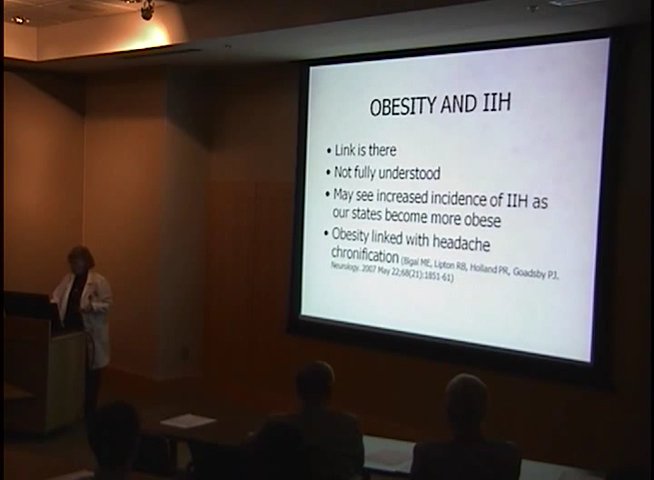 OBESITY AND IIH
• Link is there
• Not fully understood
• May see increased incidence of IIH as
our states become more obese
• Obesity linked with headache
chronification (Bigal ME, Lipton RB, Holland PR, Goadsby PJ.
Neurology. 2007 May 22;68(21):1851-61)